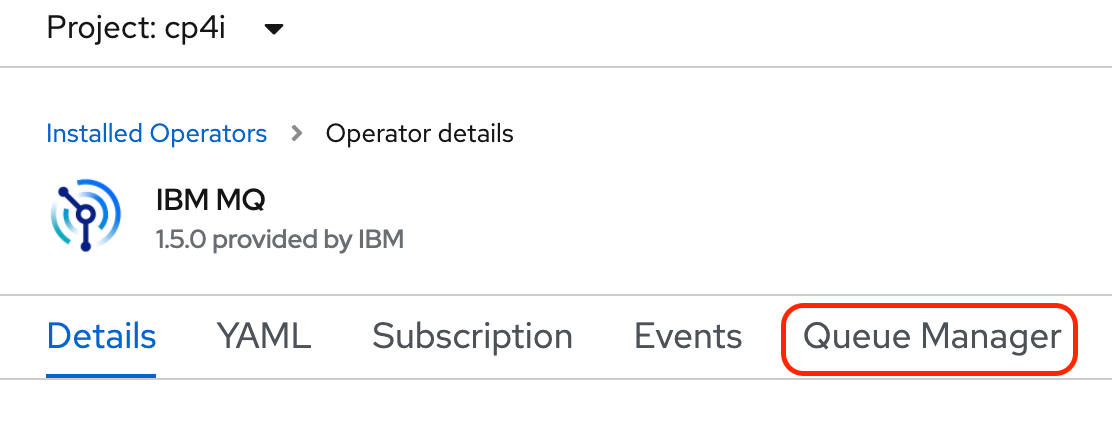 Project: cp4i
Installed Operators > Operator details
IBM MQ
1.5.0 provided by IBM
Details YAML Subscription Events Queue Manager